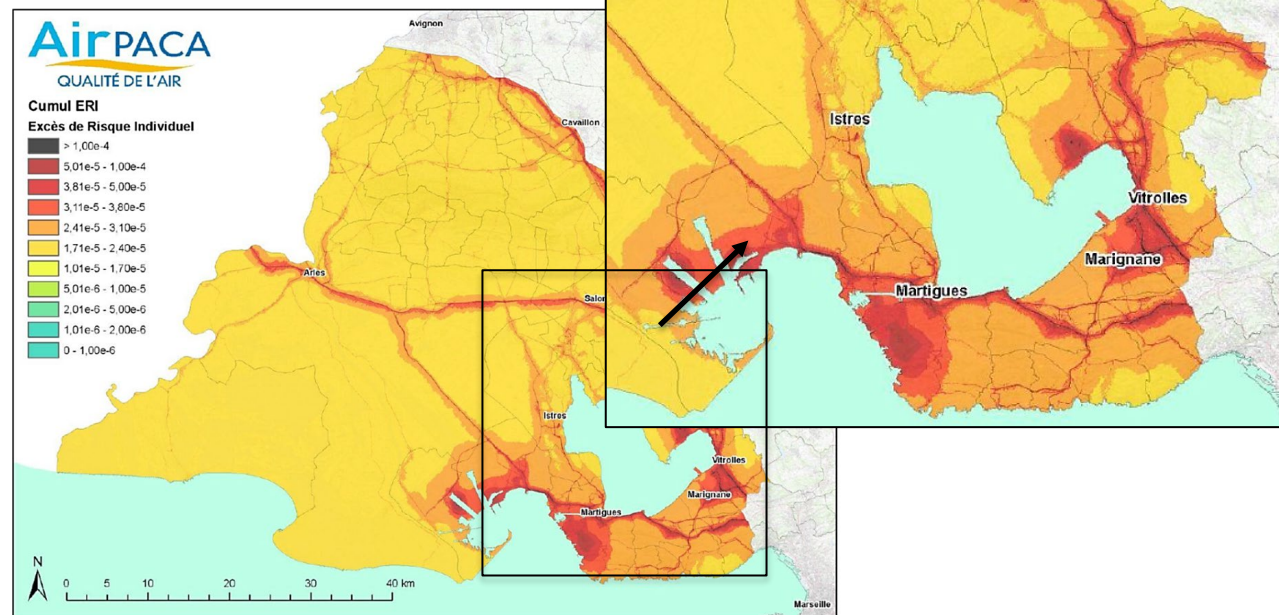 Avignon
AirPACA
QUALITÉ DE L'AIR
Cumul ERI
Excès de Risque Individuel
> 1,00e-4
5,01e-5 - 1,00e-4
3,81e-5 - 5,00e-5
3,11e-5 - 3,80e-5
2,41e-5 - 3,10e-5
1,71e-5 - 2,40e-5
1,01e-5 - 1,70e-5
5,01e-6 - 1,00e-5
2,01e-6 - 5,00e-6
1,01e-6 - 2,00e-6
0 - 1,00e-6
Cavaillon
Arles
Salon
Istres
Vitrolles
Marignane
Martigues
Istres
Vitrolles
Marignane
Martigues
Marseille
N
0 5 10 20 30 40 km